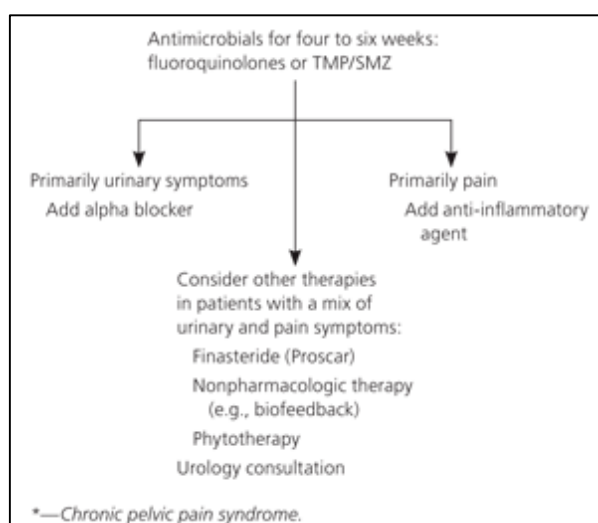 Antimicrobials for four to six weeks:
fluoroquinolones or TMP/SMZ
Primarily urinary symptoms
Add alpha blocker
Primarily pain
Add anti-inflammatory
agent
Consider other therapies
in patients with a mix of
urinary and pain symptoms:
Finasteride (Proscar)
Nonpharmacologic therapy
(e.g., biofeedback)
Phytotherapy
Urology consultation
*—Chronic pelvic pain syndrome.